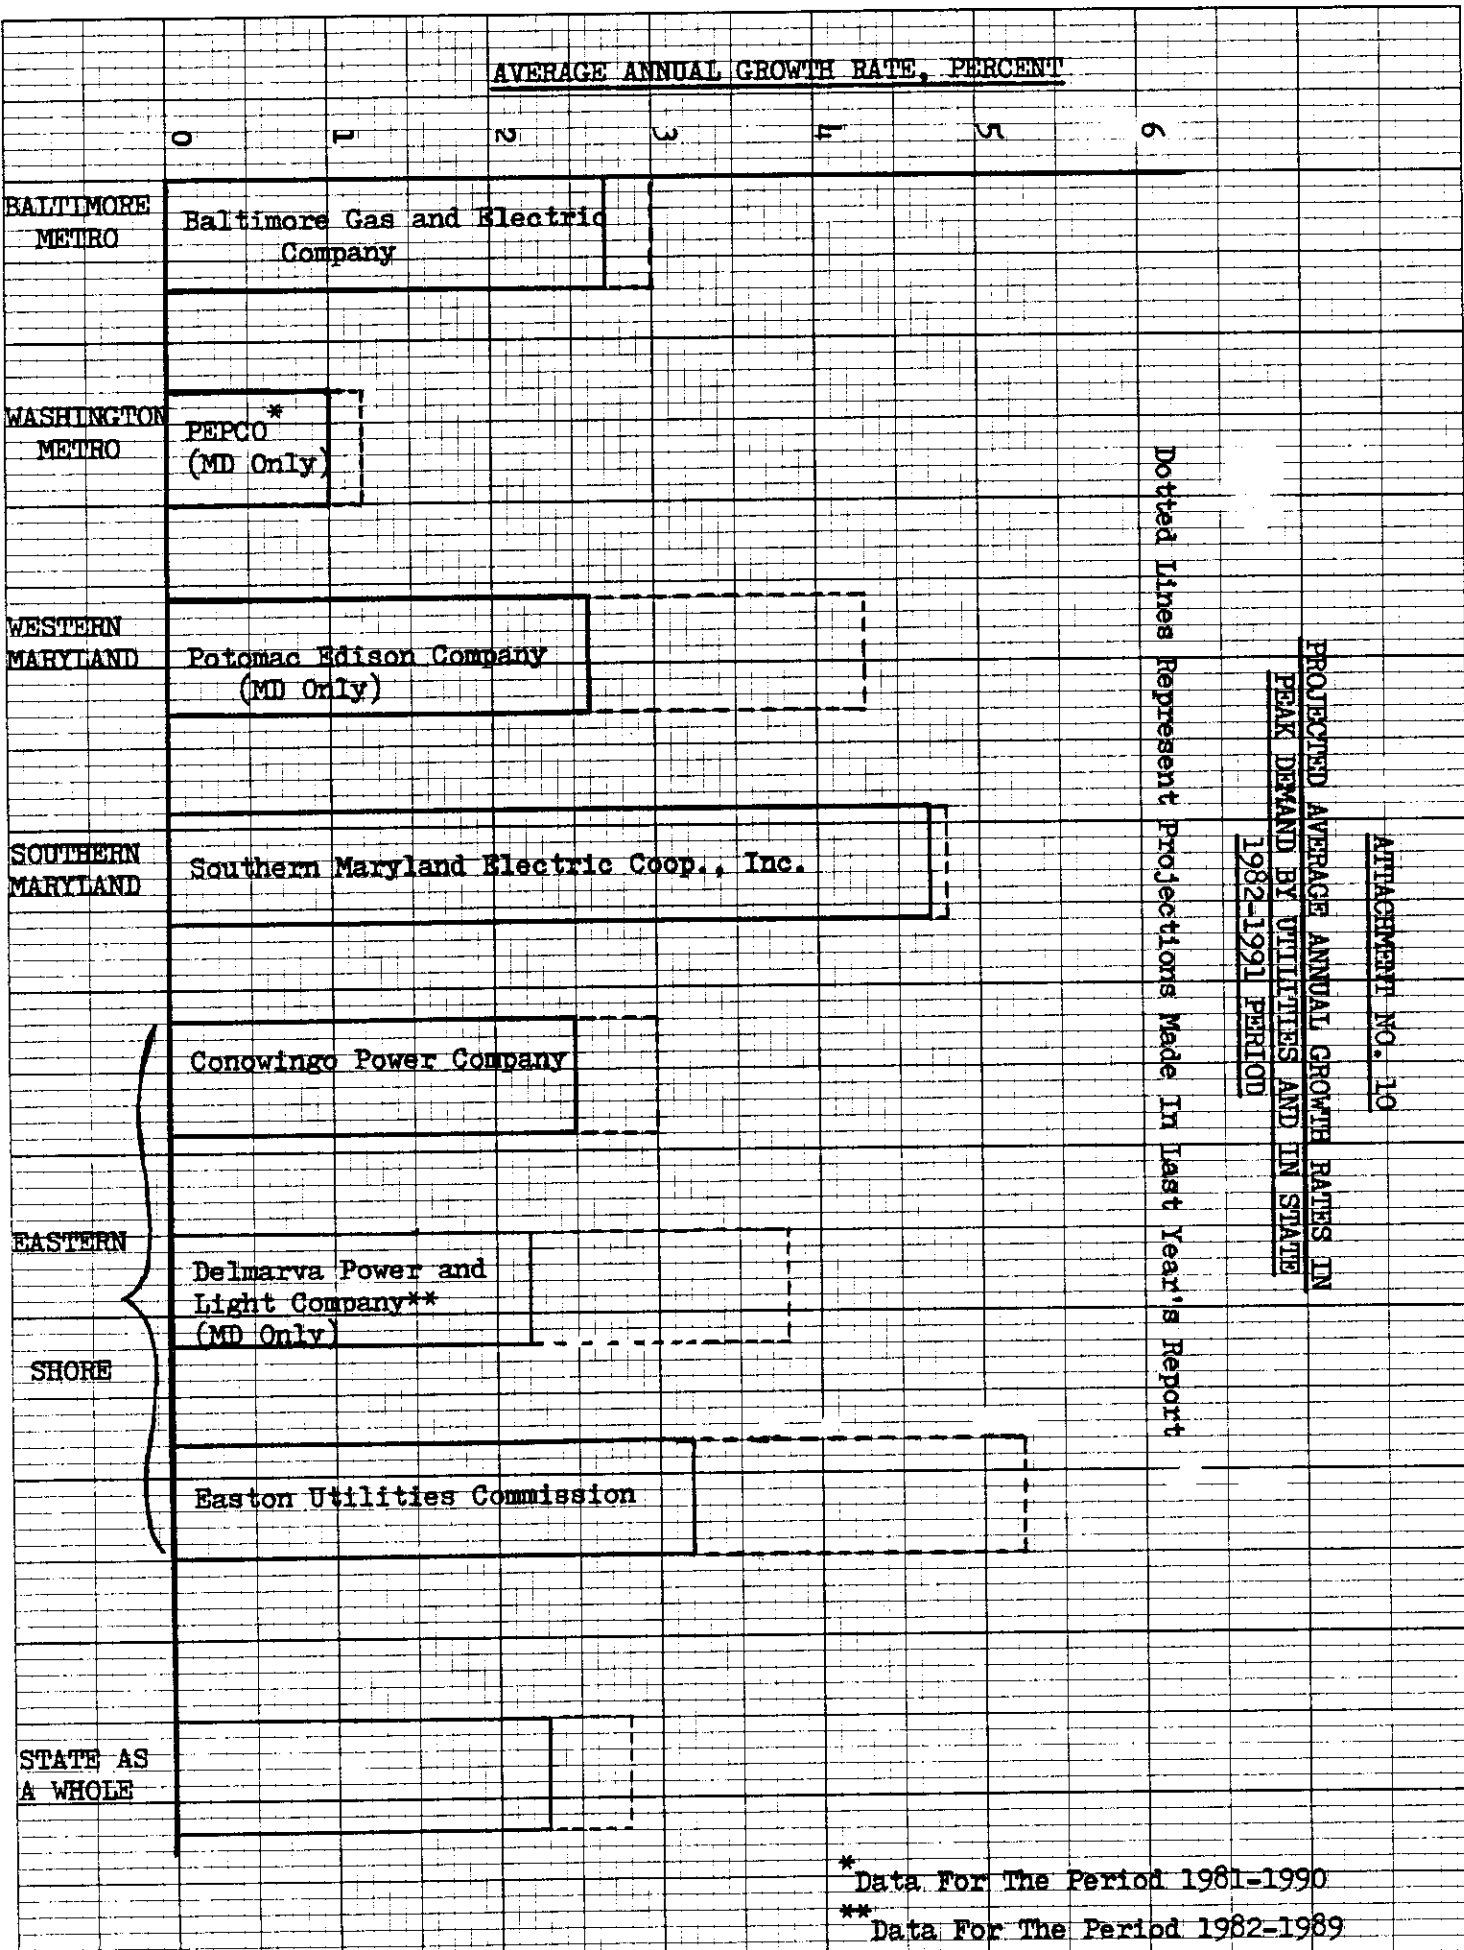 ATTACHMENT NO. 10
PROJECTED AVERAGE ANNUAL GROWTH RATES IN
PEAK DEMAND BY UTILITIES AND IN STATE
1982-1991 PERIOD
Dotted Lines Represent Projections Made In Last Year's Report
AVERAGE ANNUAL GROWTH RATE, PERCENT
0 1 2 3 4 5 6
BALTIMORE
METRO
Baltimore Gas and Electric
Company
WASHINGTON
METRO
PEPCO*
(MD Only)
WESTERN
MARYLAND
Potomac Edison Company
(MD Only)
SOUTHERN
MARYLAND
Southern Maryland Electric Coop., Inc.
EASTERN
SHORE
Conowingo Power Company
Delmarva Power and
Light Company**
(MD Only)
Easton Utilities Commission
STATE AS
A WHOLE
*Data For The Period 1981-1990
**Data For The Period 1982-1989